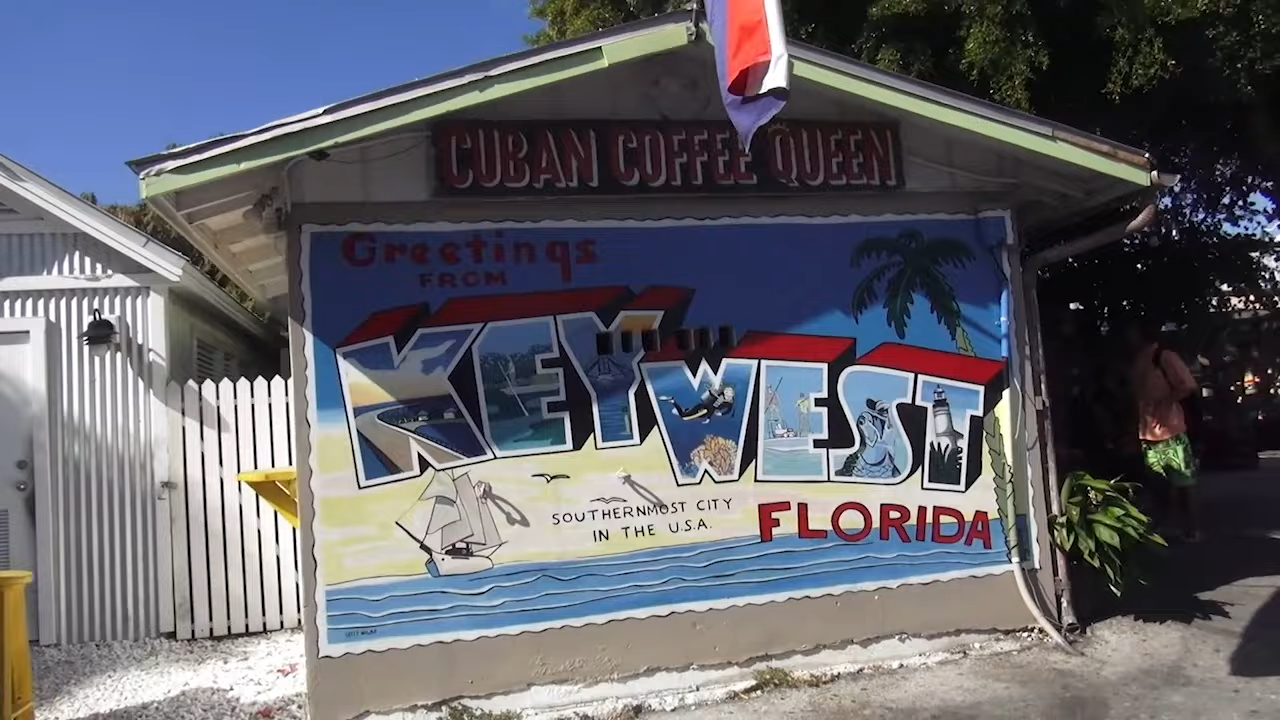 CUBAN COFFEE QUEEN
Greetings
FROM
KEY WEST
SOUTHERNMOST CITY
IN THE U.S.A.
FLORIDA